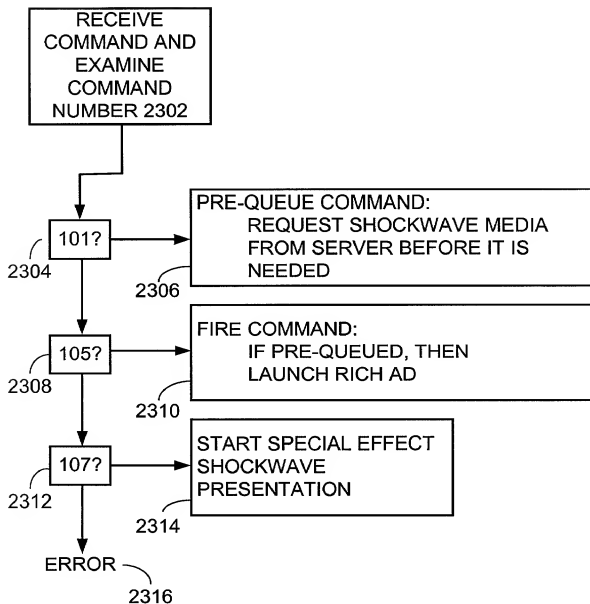 RECEIVE
COMMAND AND
EXAMINE
COMMAND
NUMBER 2302
101?
2304
PRE-QUEUE COMMAND:
REQUEST SHOCKWAVE MEDIA
FROM SERVER BEFORE IT IS
NEEDED
2306
105?
2308
FIRE COMMAND:
IF PRE-QUEUED, THEN
LAUNCH RICH AD
2310
107?
2312
START SPECIAL EFFECT
SHOCKWAVE
PRESENTATION
2314
ERROR
2316